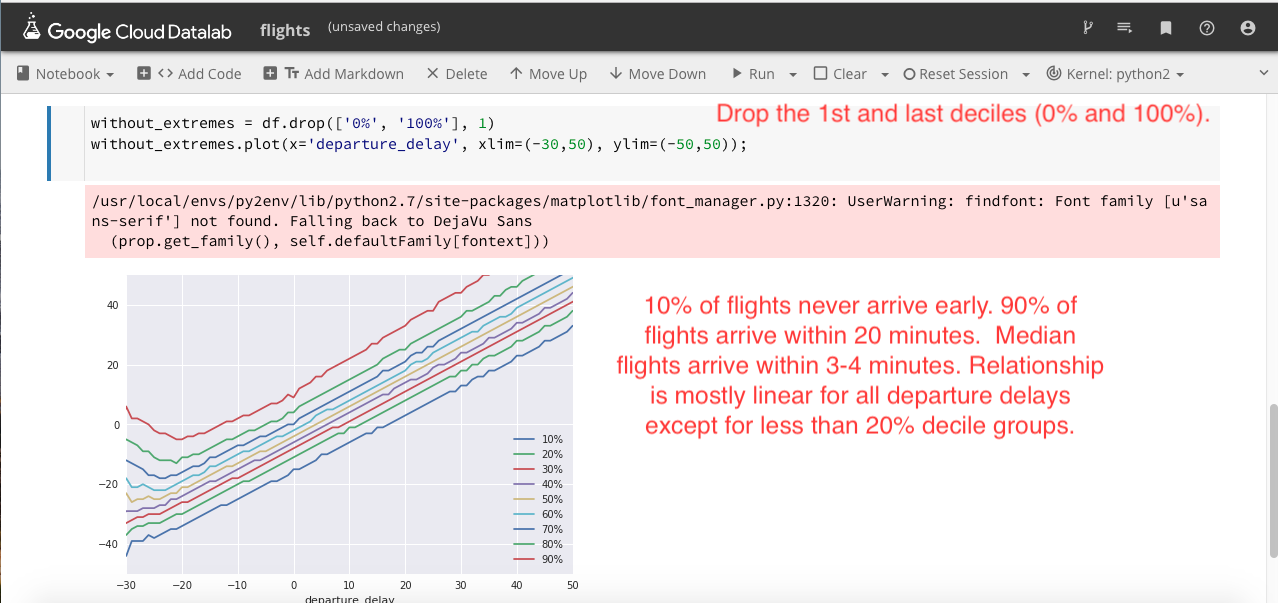 Google Cloud Datalab flights (unsaved changes)
Notebook Add Code Add Markdown Delete Move Up Move Down Run Clear Reset Session Kernel: python2
Drop the 1st and last deciles (0% and 100%).
without_extremes = df.drop(['0%', '100%'], 1)
without_extremes.plot(x='departure_delay', xlim=(-30,50), ylim=(-50,50));
/usr/local/envs/py2env/lib/python2.7/site-packages/matplotlib/font_manager.py:1320: UserWarning: findfont: Font family [u'sa
ns-serif'] not found. Falling back to DejaVu Sans
(prop.get_family(), self.defaultFamily[fontext]))
10% of flights never arrive early. 90% of
flights arrive within 20 minutes. Median
flights arrive within 3-4 minutes. Relationship
is mostly linear for all departure delays
except for less than 20% decile groups.
40
20
0
−20
−40
10%
20%
30%
40%
50%
60%
70%
80%
90%
−30 −20 −10 0 10 20 30 40 50
departure_delay